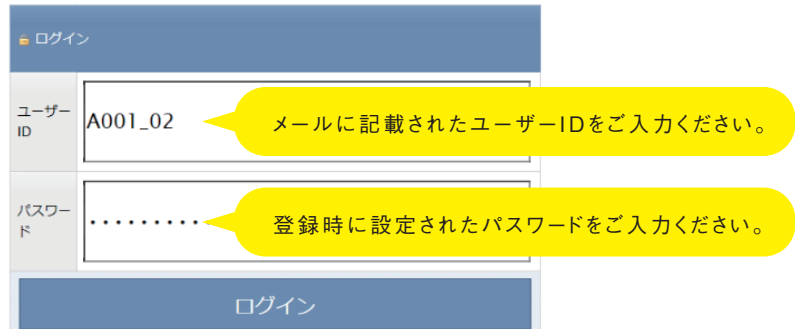 ログイン
ユーザー
ID
A001_02
メールに記載されたユーザーIDをご入力ください。
パスワー
ド
・・・・・・・・・
登録時に設定されたパスワードをご入力ください。
ログイン